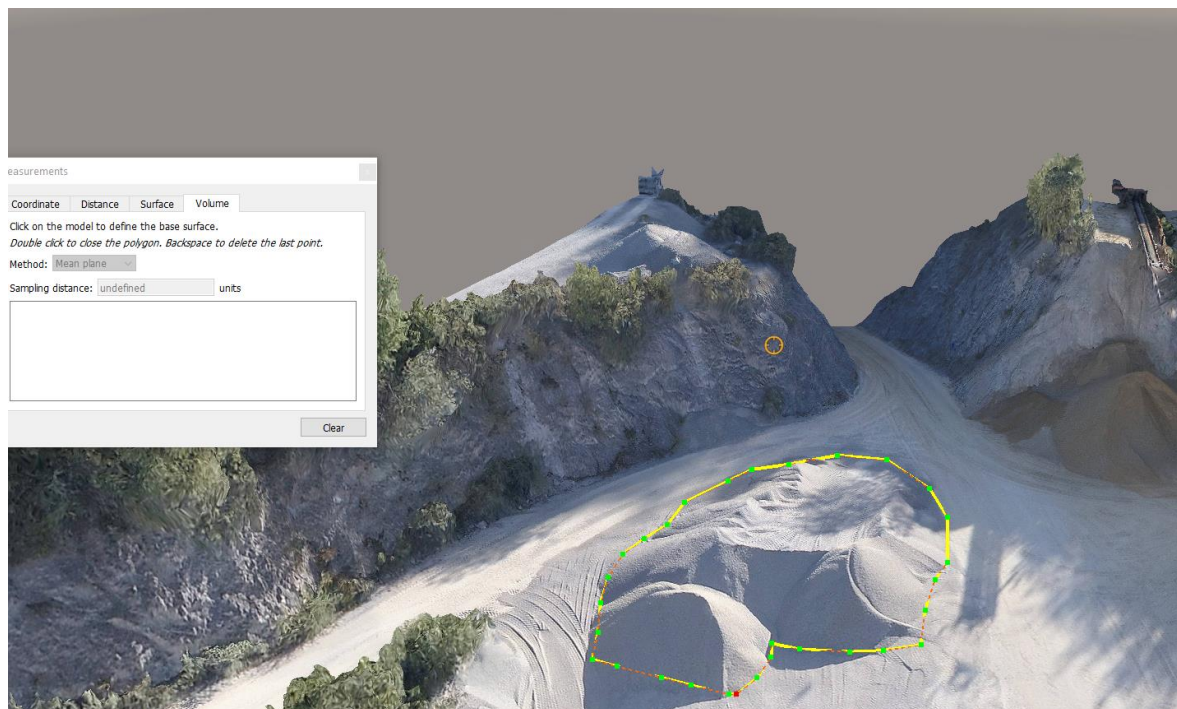 easurements
Coordinate Distance Surface Volume
Click on the model to define the base surface.
Double click to close the polygon. Backspace to delete the last point.
Method: Mean plane
Sampling distance: undefined units
Clear